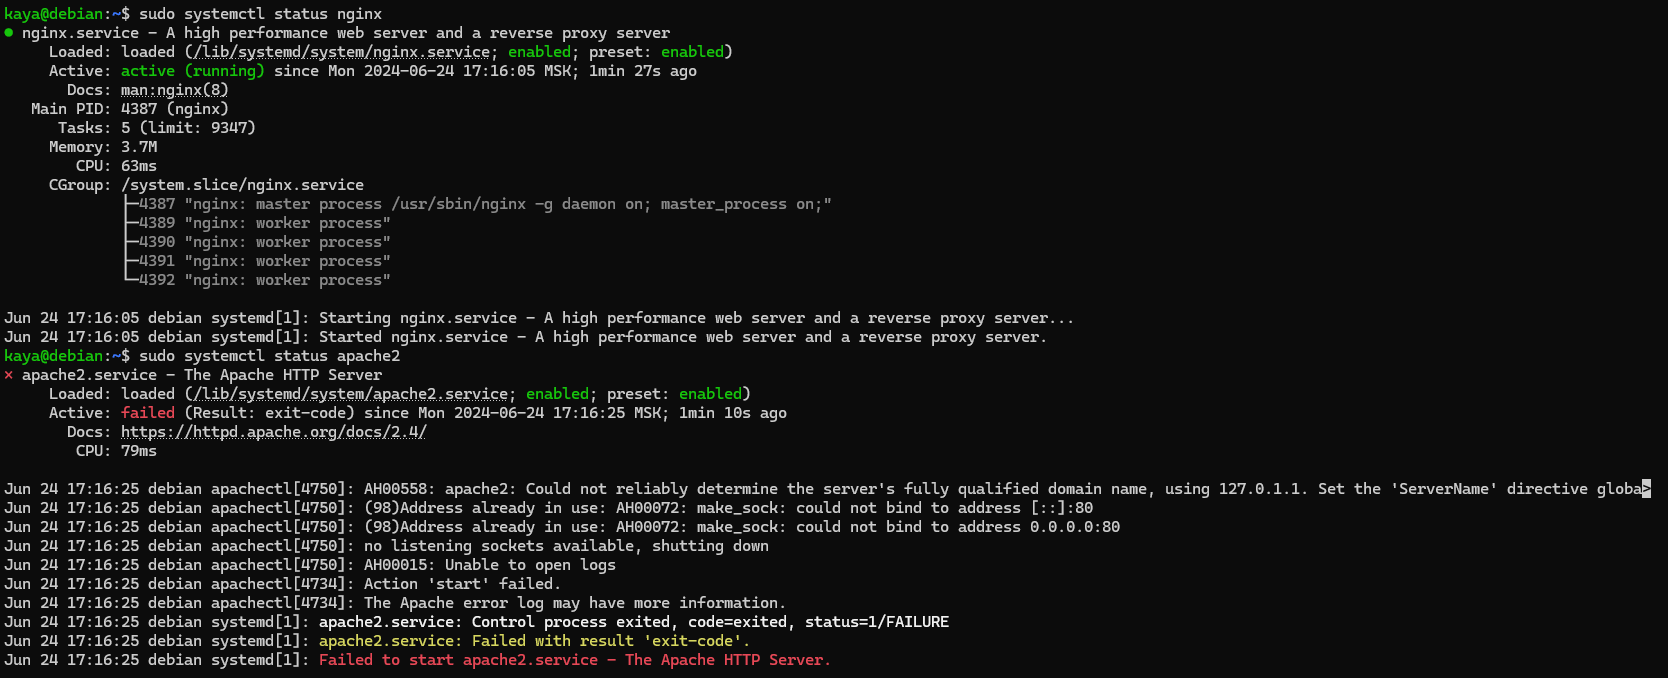 kaya@debian:~$ sudo systemctl status nginx
● nginx.service - A high performance web server and a reverse proxy server
     Loaded: loaded (/lib/systemd/system/nginx.service; enabled; preset: enabled)
     Active: active (running) since Mon 2024-06-24 17:16:05 MSK; 1min 27s ago
       Docs: man:nginx(8)
   Main PID: 4387 (nginx)
      Tasks: 5 (limit: 9347)
     Memory: 3.7M
        CPU: 63ms
     CGroup: /system.slice/nginx.service
             ├─4387 "nginx: master process /usr/sbin/nginx -g daemon on; master_process on;"
             ├─4389 "nginx: worker process"
             ├─4390 "nginx: worker process"
             ├─4391 "nginx: worker process"
             └─4392 "nginx: worker process"

Jun 24 17:16:05 debian systemd[1]: Starting nginx.service - A high performance web server and a reverse proxy server...
Jun 24 17:16:05 debian systemd[1]: Started nginx.service - A high performance web server and a reverse proxy server.
kaya@debian:~$ sudo systemctl status apache2
× apache2.service - The Apache HTTP Server
     Loaded: loaded (/lib/systemd/system/apache2.service; enabled; preset: enabled)
     Active: failed (Result: exit-code) since Mon 2024-06-24 17:16:25 MSK; 1min 10s ago
       Docs: https://httpd.apache.org/docs/2.4/
        CPU: 79ms

Jun 24 17:16:25 debian apachectl[4750]: AH00558: apache2: Could not reliably determine the server's fully qualified domain name, using 127.0.1.1. Set the 'ServerName' directive globa>
Jun 24 17:16:25 debian apachectl[4750]: (98)Address already in use: AH00072: make_sock: could not bind to address [::]:80
Jun 24 17:16:25 debian apachectl[4750]: (98)Address already in use: AH00072: make_sock: could not bind to address 0.0.0.0:80
Jun 24 17:16:25 debian apachectl[4750]: no listening sockets available, shutting down
Jun 24 17:16:25 debian apachectl[4750]: AH00015: Unable to open logs
Jun 24 17:16:25 debian apachectl[4734]: Action 'start' failed.
Jun 24 17:16:25 debian apachectl[4734]: The Apache error log may have more information.
Jun 24 17:16:25 debian systemd[1]: apache2.service: Control process exited, code=exited, status=1/FAILURE
Jun 24 17:16:25 debian systemd[1]: apache2.service: Failed with result 'exit-code'.
Jun 24 17:16:25 debian systemd[1]: Failed to start apache2.service - The Apache HTTP Server.